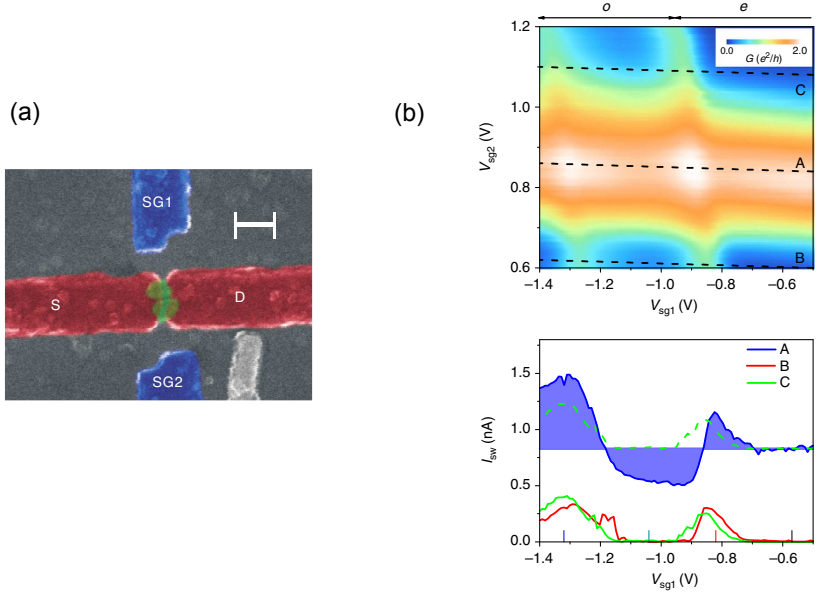 (a)
SG1
S
D
SG2
(b)
o
e
1.2
1.0
0.8
0.6
V_sg2 (V)
0.0
2.0
G (e²/h)
C
A
B
−1.4
−1.2
−1.0
−0.8
−0.6
V_sg1 (V)
1.5
1.0
0.5
0.0
I_sw (nA)
A
B
C
−1.4
−1.2
−1.0
−0.8
−0.6
V_sg1 (V)